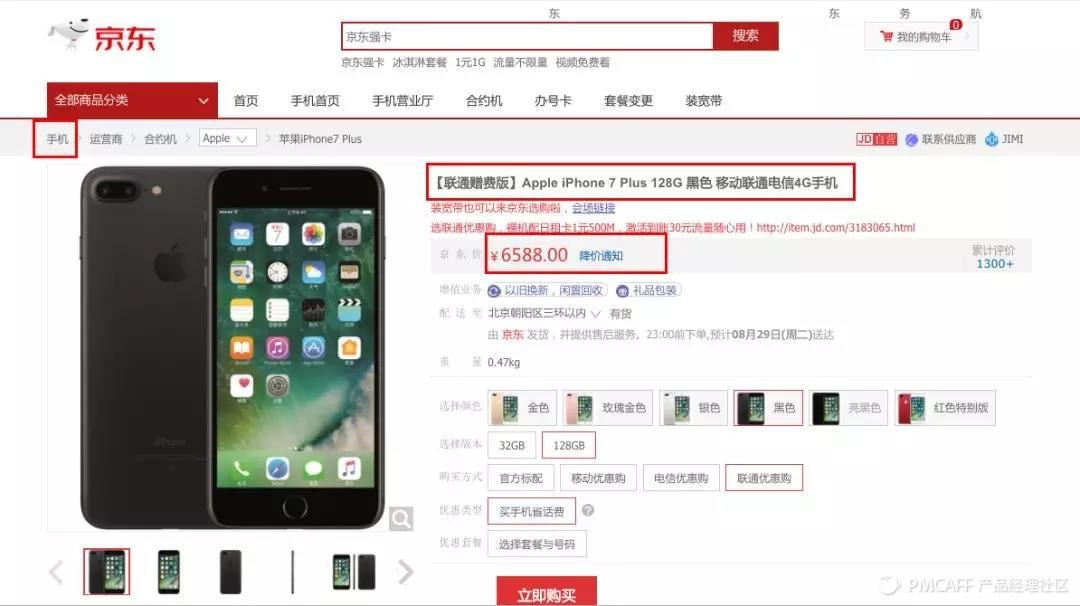 东 东 务 航
京东
京东强卡
搜索
0
我的购物车
京东强卡 冰淇淋套餐 1元1G 流量不限量 视频免费看
全部商品分类 首页 手机首页 手机营业厅 合约机 办号卡 套餐变更 装宽带
手机 > 运营商 > 合约机 > Apple > 苹果iPhone7 Plus
JD自营 联系供应商 JIMI
【联通赠费版】Apple iPhone 7 Plus 128G 黑色 移动联通电信4G手机
装宽带也可以来京东选购啦，会场链接
选联通优惠购，裸机配日租卡1元500M，激活到账30元流量随心用！http://item.jd.com/3183065.html
京东价 ¥6588.00 降价通知
累计评价
1300+
增值业务 以旧换新，闲置回收 礼品包装
配送至 北京朝阳区三环以内 有货
由 京东 发货，并提供售后服务。23:00前下单,预计08月29日(周二)送达
重量 0.47kg
选择颜色 金色 玫瑰金色 银色 黑色 亮黑色 红色特别版
选择版本 32GB 128GB
购买方式 官方标配 移动优惠购 电信优惠购 联通优惠购
优惠类型 买手机省话费 ?
优惠套餐 选择套餐与号码
立即购买
iPhone
PMCAFF 产品经理社区